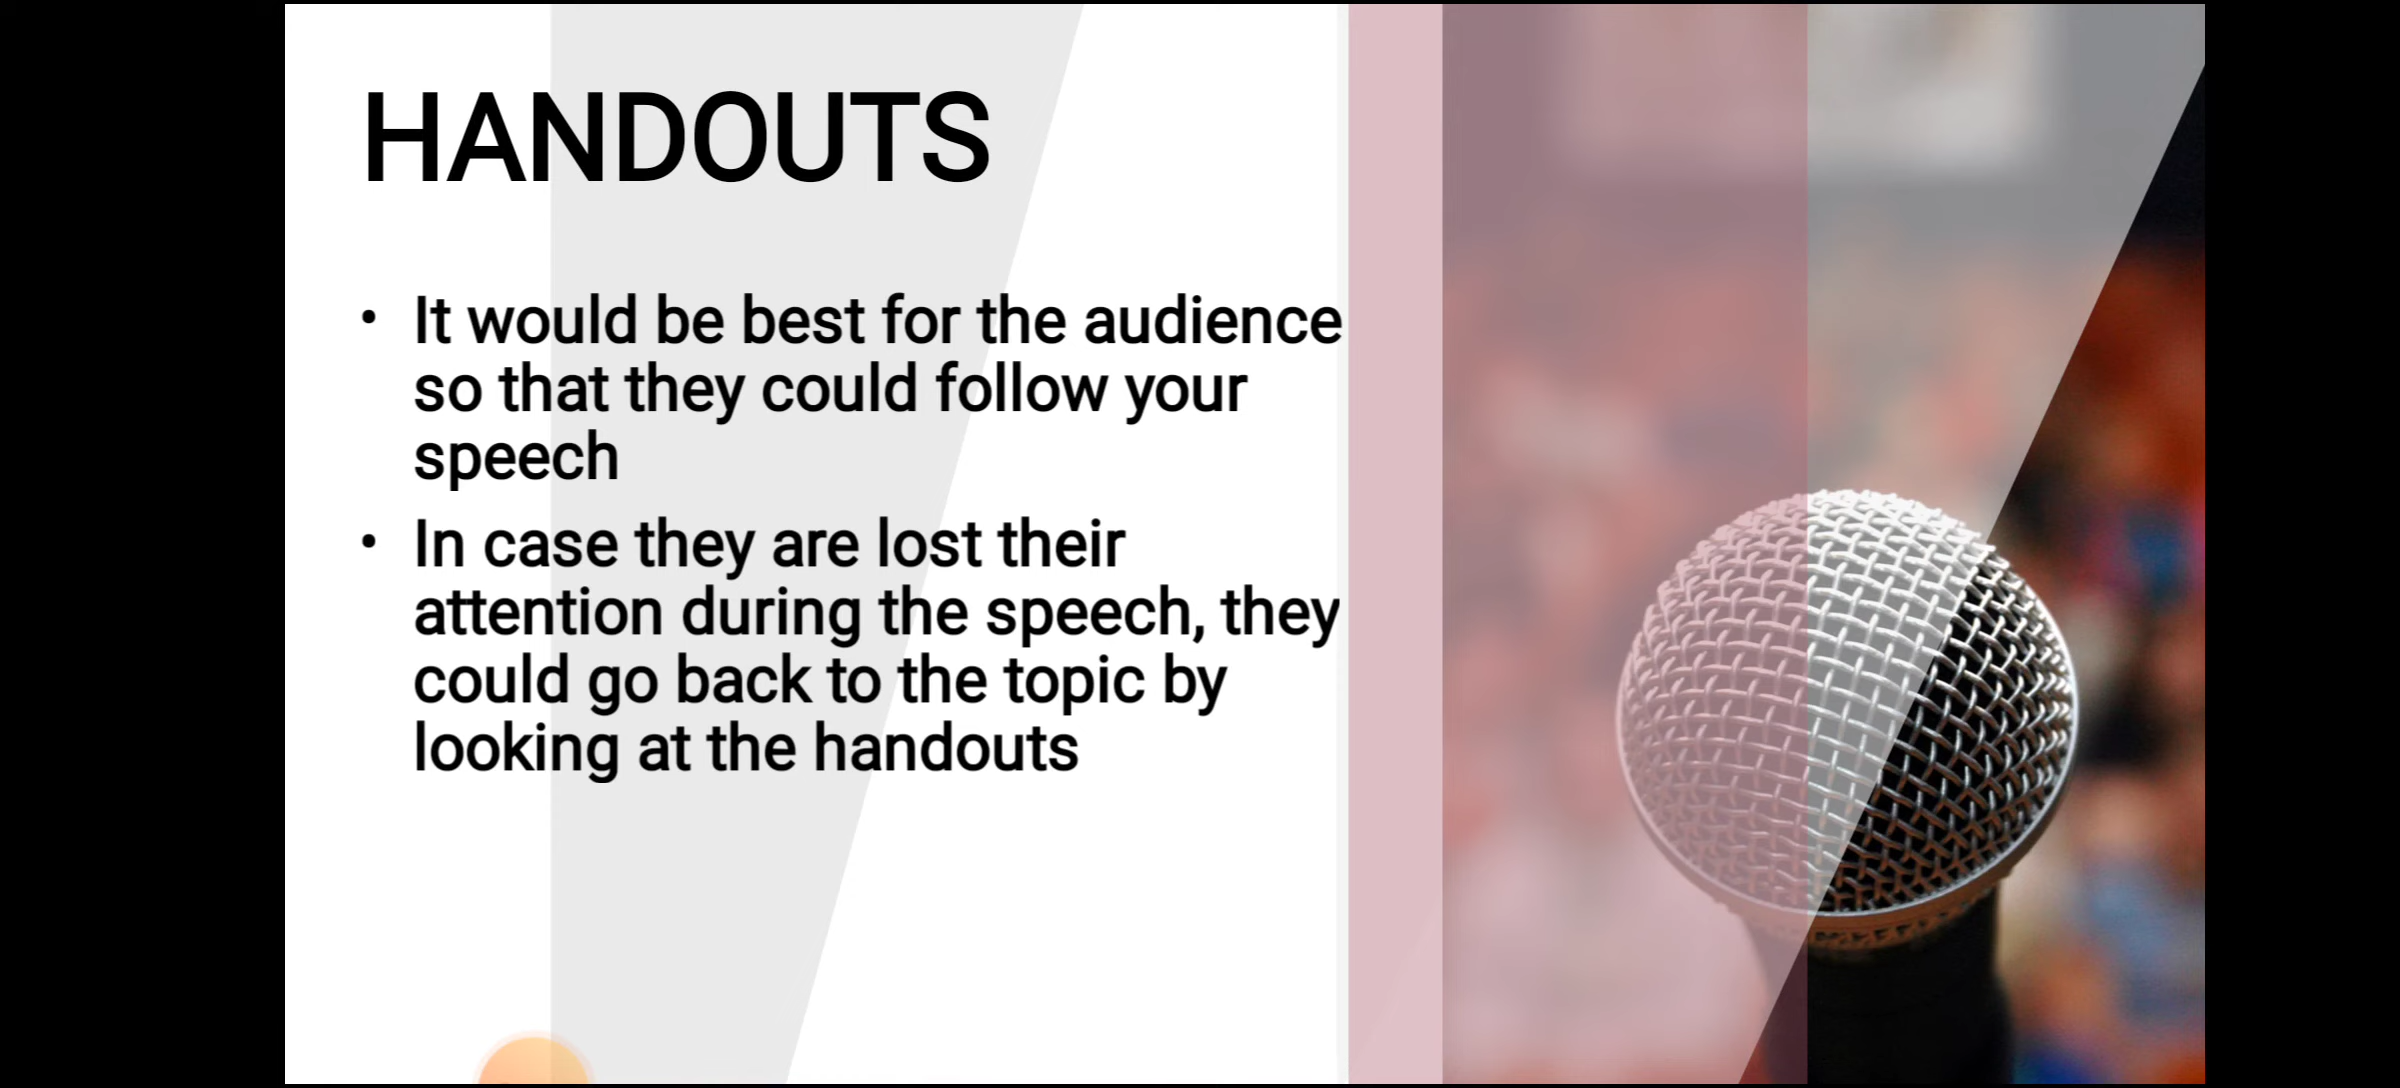 HANDOUTS
• It would be best for the audience
so that they could follow your
speech
• In case they are lost their
attention during the speech, they
could go back to the topic by
looking at the handouts